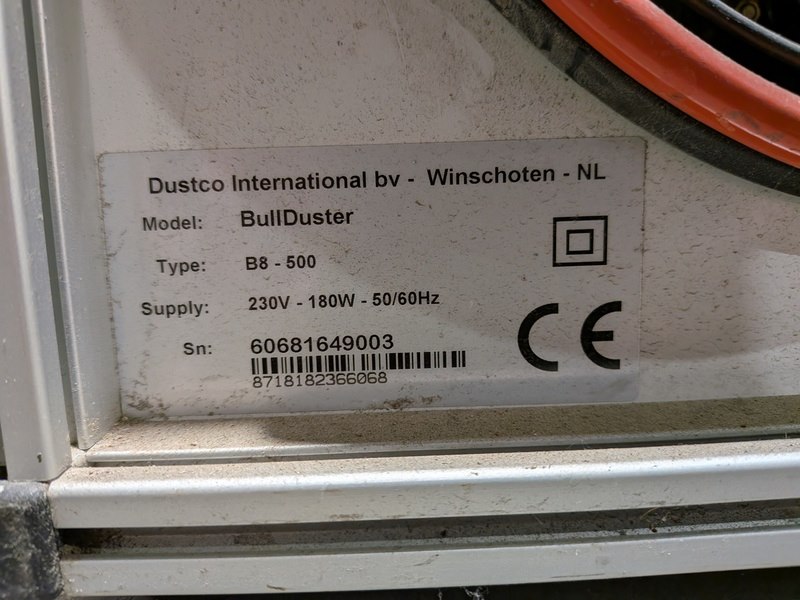 Dustco International bv - Winschoten - NL
Model: BullDuster
Type: B8 - 500
Supply: 230V - 180W - 50/60Hz
Sn: 60681649003
8718182366068
CE